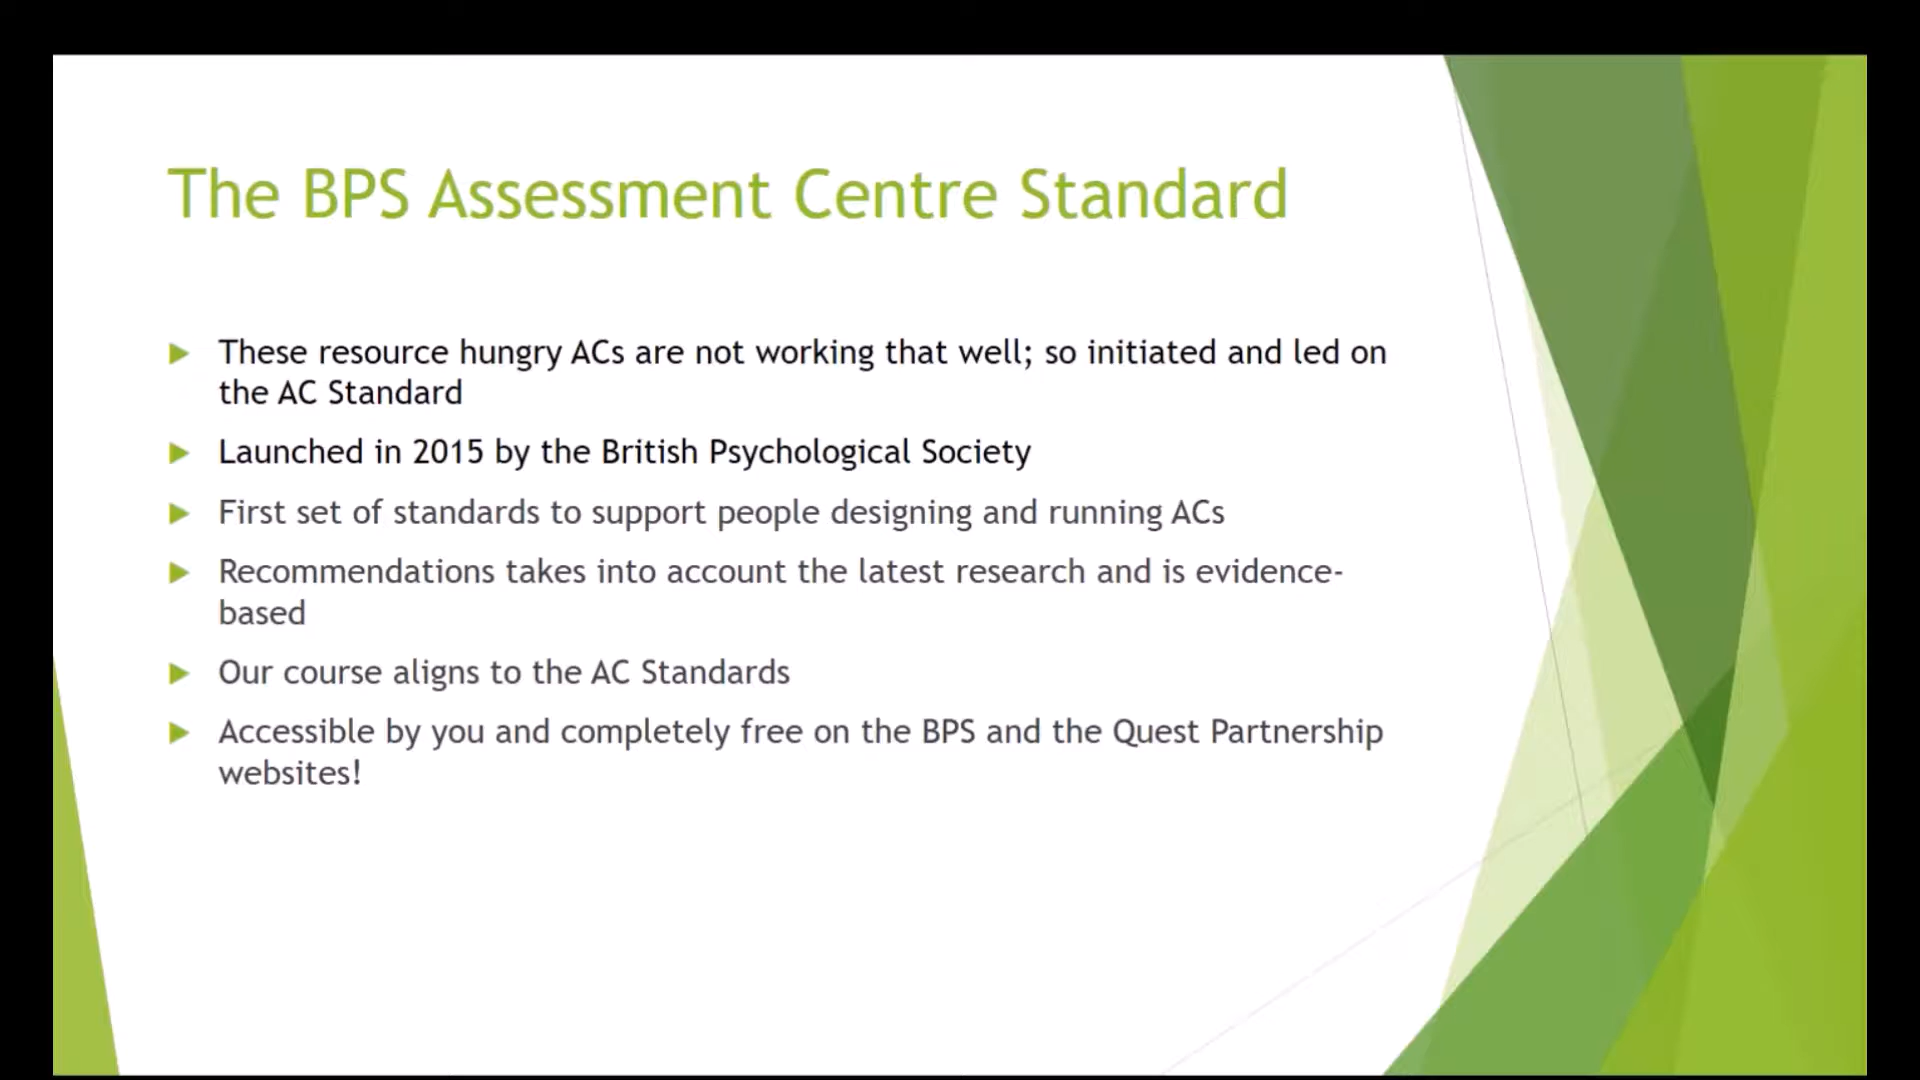 The BPS Assessment Centre Standard
These resource hungry ACs are not working that well; so initiated and led on
the AC Standard
Launched in 2015 by the British Psychological Society
First set of standards to support people designing and running ACs
Recommendations takes into account the latest research and is evidence-
based
Our course aligns to the AC Standards
Accessible by you and completely free on the BPS and the Quest Partnership
websites!